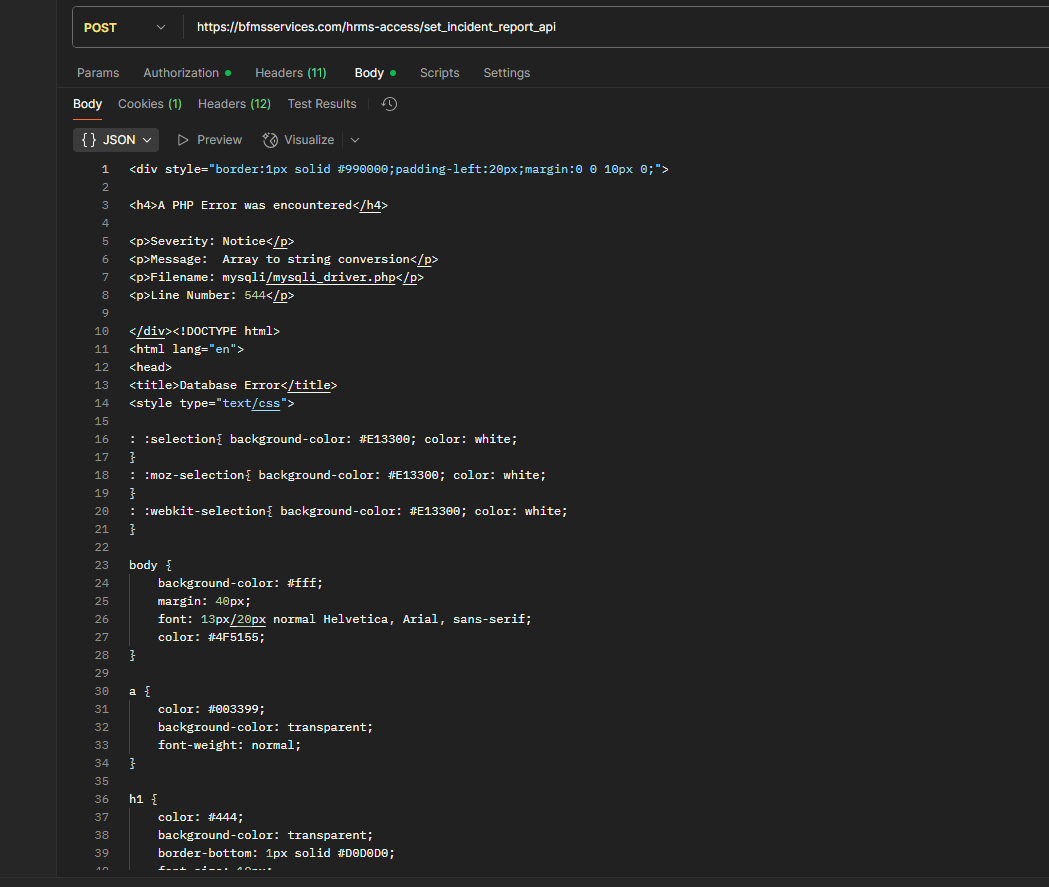 POST https://bfmsservices.com/hrms-access/set_incident_report_api
Params Authorization Headers (11) Body Scripts Settings
Body Cookies (1) Headers (12) Test Results
{} JSON Preview Visualize
1 <div style="border:1px solid #990000;padding-left:20px;margin:0 0 10px 0;">
2
3 <h4>A PHP Error was encountered</h4>
4
5 <p>Severity: Notice</p>
6 <p>Message:  Array to string conversion</p>
7 <p>Filename: mysqli/mysqli_driver.php</p>
8 <p>Line Number: 544</p>
9
10 </div><!DOCTYPE html>
11 <html lang="en">
12 <head>
13 <title>Database Error</title>
14 <style type="text/css">
15
16 : :selection{ background-color: #E13300; color: white;
17 }
18 : :moz-selection{ background-color: #E13300; color: white;
19 }
20 : :webkit-selection{ background-color: #E13300; color: white;
21 }
22
23 body {
24 background-color: #fff;
25 margin: 40px;
26 font: 13px/20px normal Helvetica, Arial, sans-serif;
27 color: #4F5155;
28 }
29
30 a {
31 color: #003399;
32 background-color: transparent;
33 font-weight: normal;
34 }
35
36 h1 {
37 color: #444;
38 background-color: transparent;
39 border-bottom: 1px solid #D0D0D0;